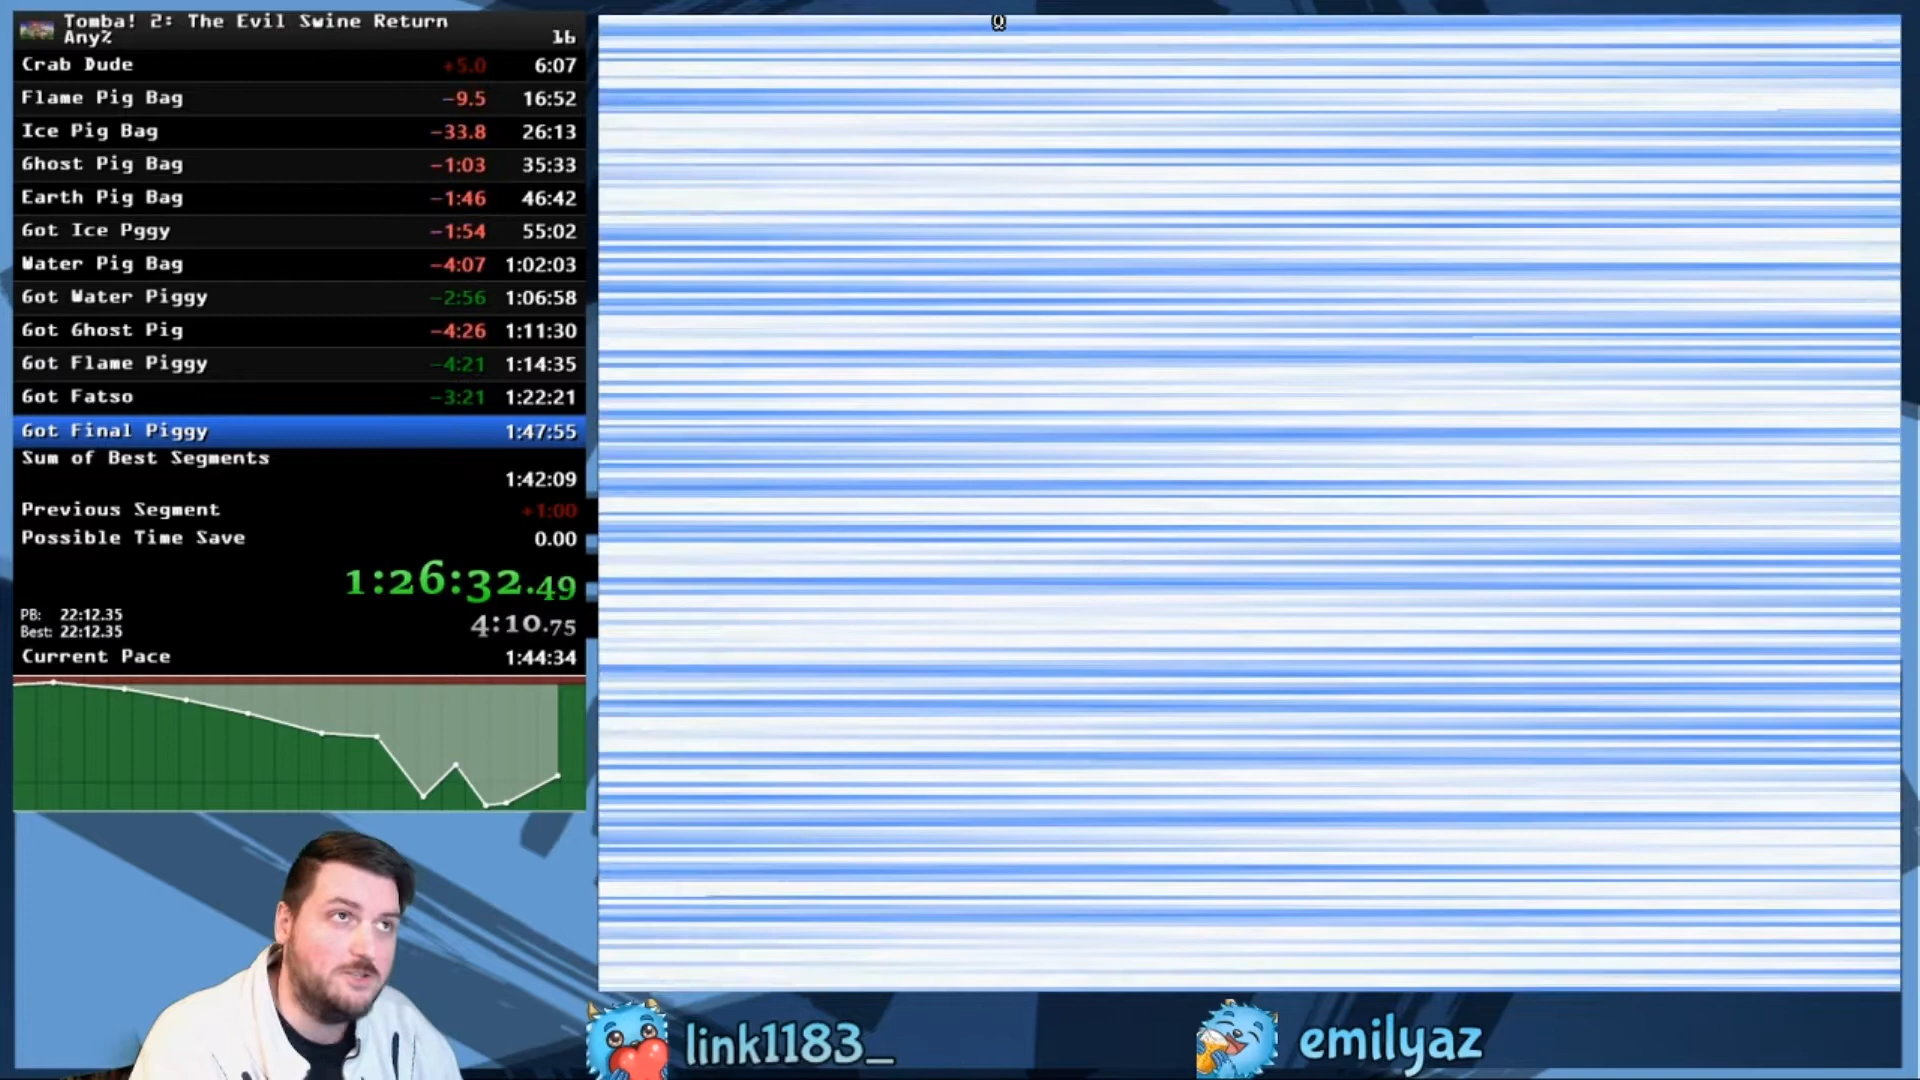 Tomba! 2: The Evil Swine Return
Any% 16
Crab Dude +5.0 6:07
Flame Pig Bag -9.5 16:52
Ice Pig Bag -33.8 26:13
Ghost Pig Bag -1:03 35:33
Earth Pig Bag -1:46 46:42
Got Ice Pggy -1:54 55:02
Water Pig Bag -4:07 1:02:03
Got Water Piggy -2:56 1:06:58
Got Ghost Pig -4:26 1:11:30
Got Flame Piggy -4:21 1:14:35
Got Fatso -3:21 1:22:21
Got Final Piggy 1:47:55
Sum of Best Segments
1:42:09
Previous Segment +1:00
Possible Time Save 0.00
1:26:32.49
PB: 22:12.35
Best: 22:12.35
4:10.75
Current Pace 1:44:34
link1183_
emilyaz